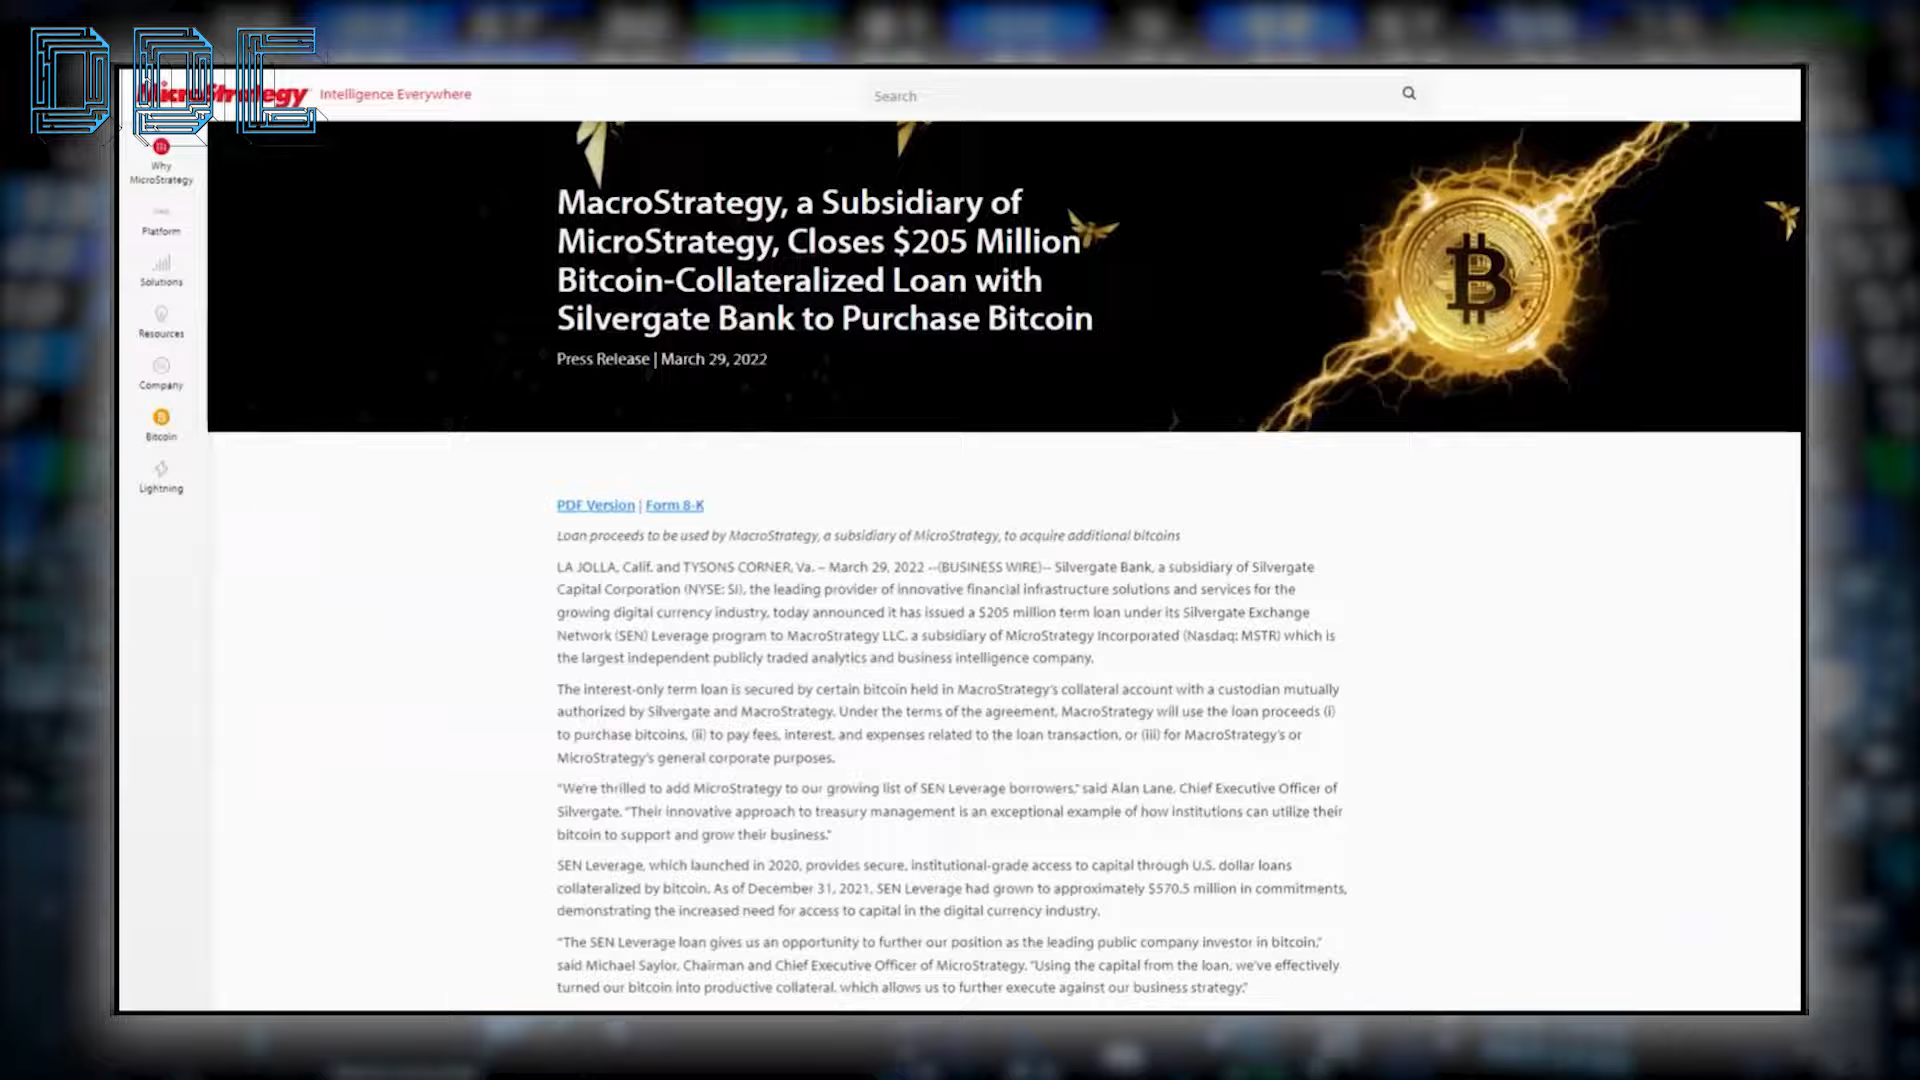 DDC
MicroStrategy Intelligence Everywhere
Search
Why
MicroStrategy
Platform
Solutions
Resources
Company
Bitcoin
Lightning
MacroStrategy, a Subsidiary of
MicroStrategy, Closes $205 Million
Bitcoin-Collateralized Loan with
Silvergate Bank to Purchase Bitcoin
Press Release | March 29, 2022
PDF Version | Form 8-K
Loan proceeds to be used by MacroStrategy, a subsidiary of MicroStrategy, to acquire additional bitcoins
LA JOLLA, Calif. and TYSONS CORNER, Va. – March 29, 2022 --(BUSINESS WIRE)-- Silvergate Bank, a subsidiary of Silvergate
Capital Corporation (NYSE: SI), the leading provider of innovative financial infrastructure solutions and services for the
growing digital currency industry, today announced it has issued a $205 million term loan under its Silvergate Exchange
Network (SEN) Leverage program to MacroStrategy LLC, a subsidiary of MicroStrategy Incorporated (Nasdaq: MSTR) which is
the largest independent publicly traded analytics and business intelligence company.
The interest-only term loan is secured by certain bitcoin held in MacroStrategy's collateral account with a custodian mutually
authorized by Silvergate and MacroStrategy. Under the terms of the agreement, MacroStrategy will use the loan proceeds (i)
to purchase bitcoins, (ii) to pay fees, interest, and expenses related to the loan transaction, or (iii) for MacroStrategy's or
MicroStrategy's general corporate purposes.
"We're thrilled to add MicroStrategy to our growing list of SEN Leverage borrowers," said Alan Lane, Chief Executive Officer of
Silvergate. "Their innovative approach to treasury management is an exceptional example of how institutions can utilize their
bitcoin to support and grow their business."
SEN Leverage, which launched in 2020, provides secure, institutional-grade access to capital through U.S. dollar loans
collateralized by bitcoin. As of December 31, 2021, SEN Leverage had grown to approximately $570.5 million in commitments,
demonstrating the increased need for access to capital in the digital currency industry.
"The SEN Leverage loan gives us an opportunity to further our position as the leading public company investor in bitcoin,"
said Michael Saylor, Chairman and Chief Executive Officer of MicroStrategy. "Using the capital from the loan, we've effectively
turned our bitcoin into productive collateral, which allows us to further execute against our business strategy."